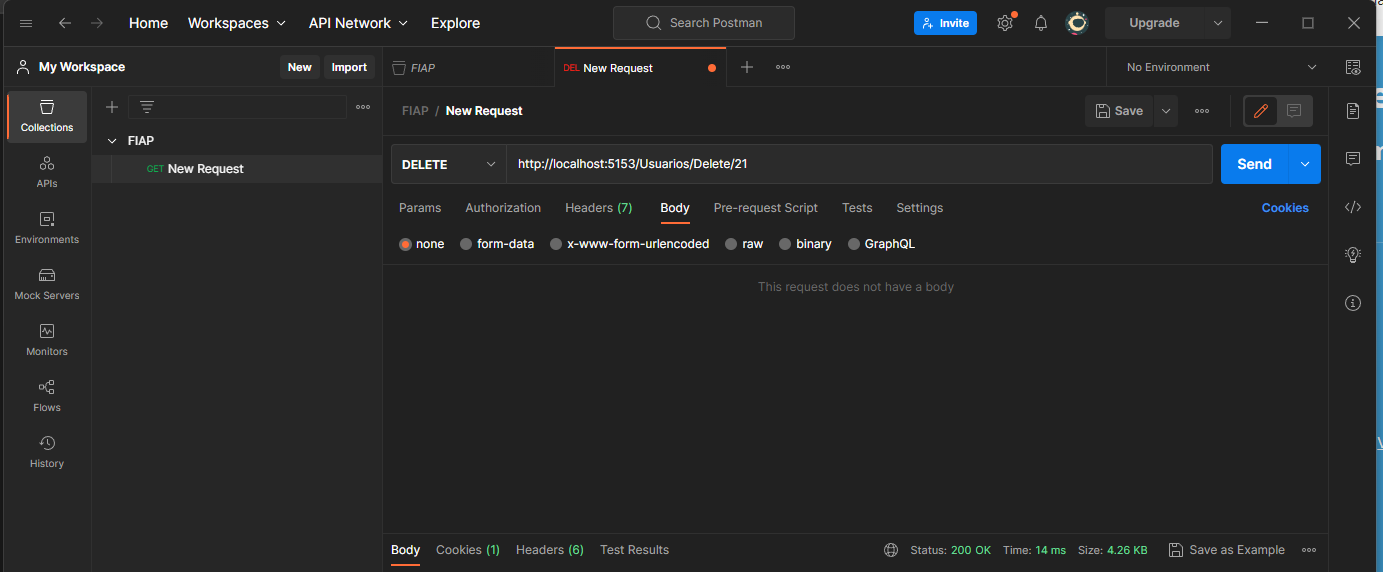 Home Workspaces API Network Explore Search Postman Invite Upgrade
My Workspace New Import FIAP DEL New Request No Environment
Collections
APIs
Environments
Mock Servers
Monitors
Flows
History
FIAP
GET New Request
FIAP / New Request Save
DELETE http://localhost:5153/Usuarios/Delete/21 Send
Params Authorization Headers (7) Body Pre-request Script Tests Settings Cookies
none form-data x-www-form-urlencoded raw binary GraphQL
This request does not have a body
Body Cookies (1) Headers (6) Test Results Status: 200 OK Time: 14 ms Size: 4.26 KB Save as Example